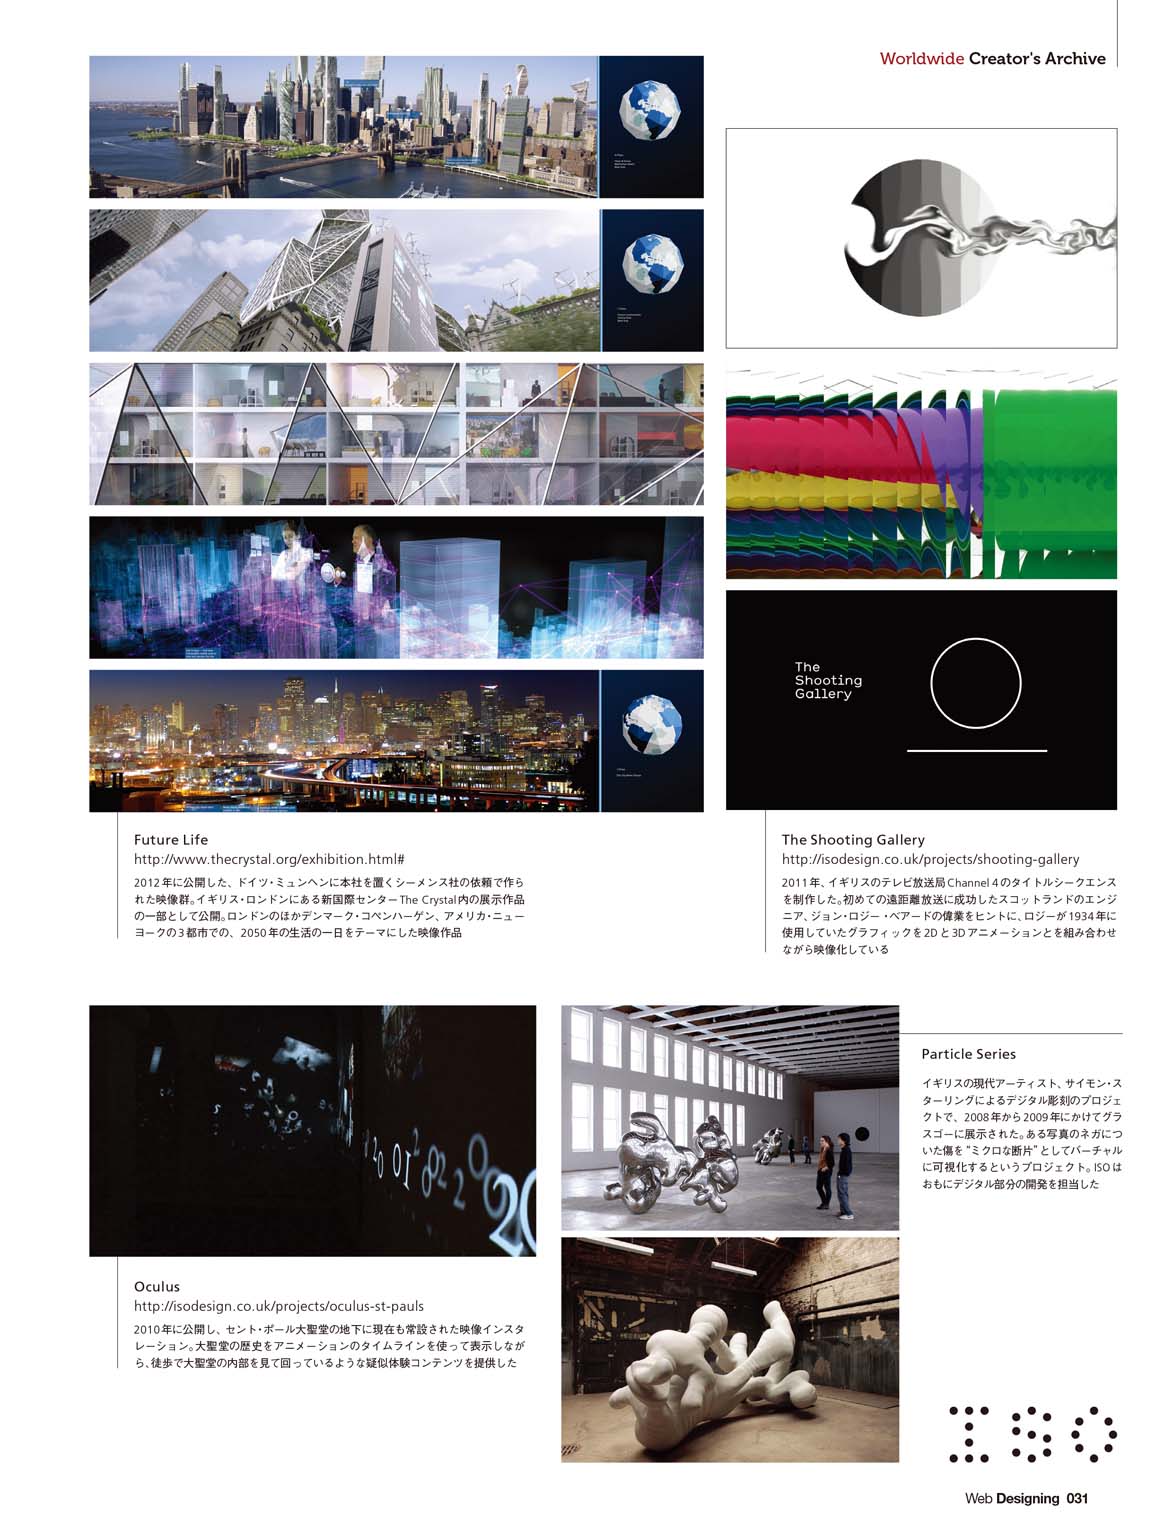 Worldwide Creator's Archive
The
Shooting
Gallery
Future Life
http://www.thecrystal.org/exhibition.html#
2012年に公開した、ドイツ・ミュンヘンに本社を置くシーメンス社の依頼で作ら
れた映像群。イギリス・ロンドンにある新国際センターThe Crystal内の展示作品
の一部として公開。ロンドンのほかデンマーク・コペンハーゲン、アメリカ・ニュー
ヨークの3都市での、2050年の生活の一日をテーマにした映像作品
The Shooting Gallery
http://isodesign.co.uk/projects/shooting-gallery
2011年、イギリスのテレビ放送局Channel 4のタイトルシークエンス
を制作した。初めての遠距離放送に成功したスコットランドのエンジ
ニア、ジョン・ロジー・ベアードの偉業をヒントに、ロジーが1934年に
使用していたグラフィックを2Dと3Dアニメーションとを組み合わせ
ながら映像化している
Particle Series
イギリスの現代アーティスト、サイモン・ス
ターリングによるデジタル彫刻のプロジェ
クトで、2008年から2009年にかけてグラ
スゴーに展示された。ある写真のネガにつ
いた傷を“ミクロな断片”としてバーチャル
に可視化するというプロジェクト。ISOは
おもにデジタル部分の開発を担当した
Oculus
http://isodesign.co.uk/projects/oculus-st-pauls
2010年に公開し、セント・ポール大聖堂の地下に現在も常設された映像インスタ
レーション。大聖堂の歴史をアニメーションのタイムラインを使って表示しなが
ら、徒歩で大聖堂の内部を見て回っているような疑似体験コンテンツを提供した
ISO
Web Designing 031